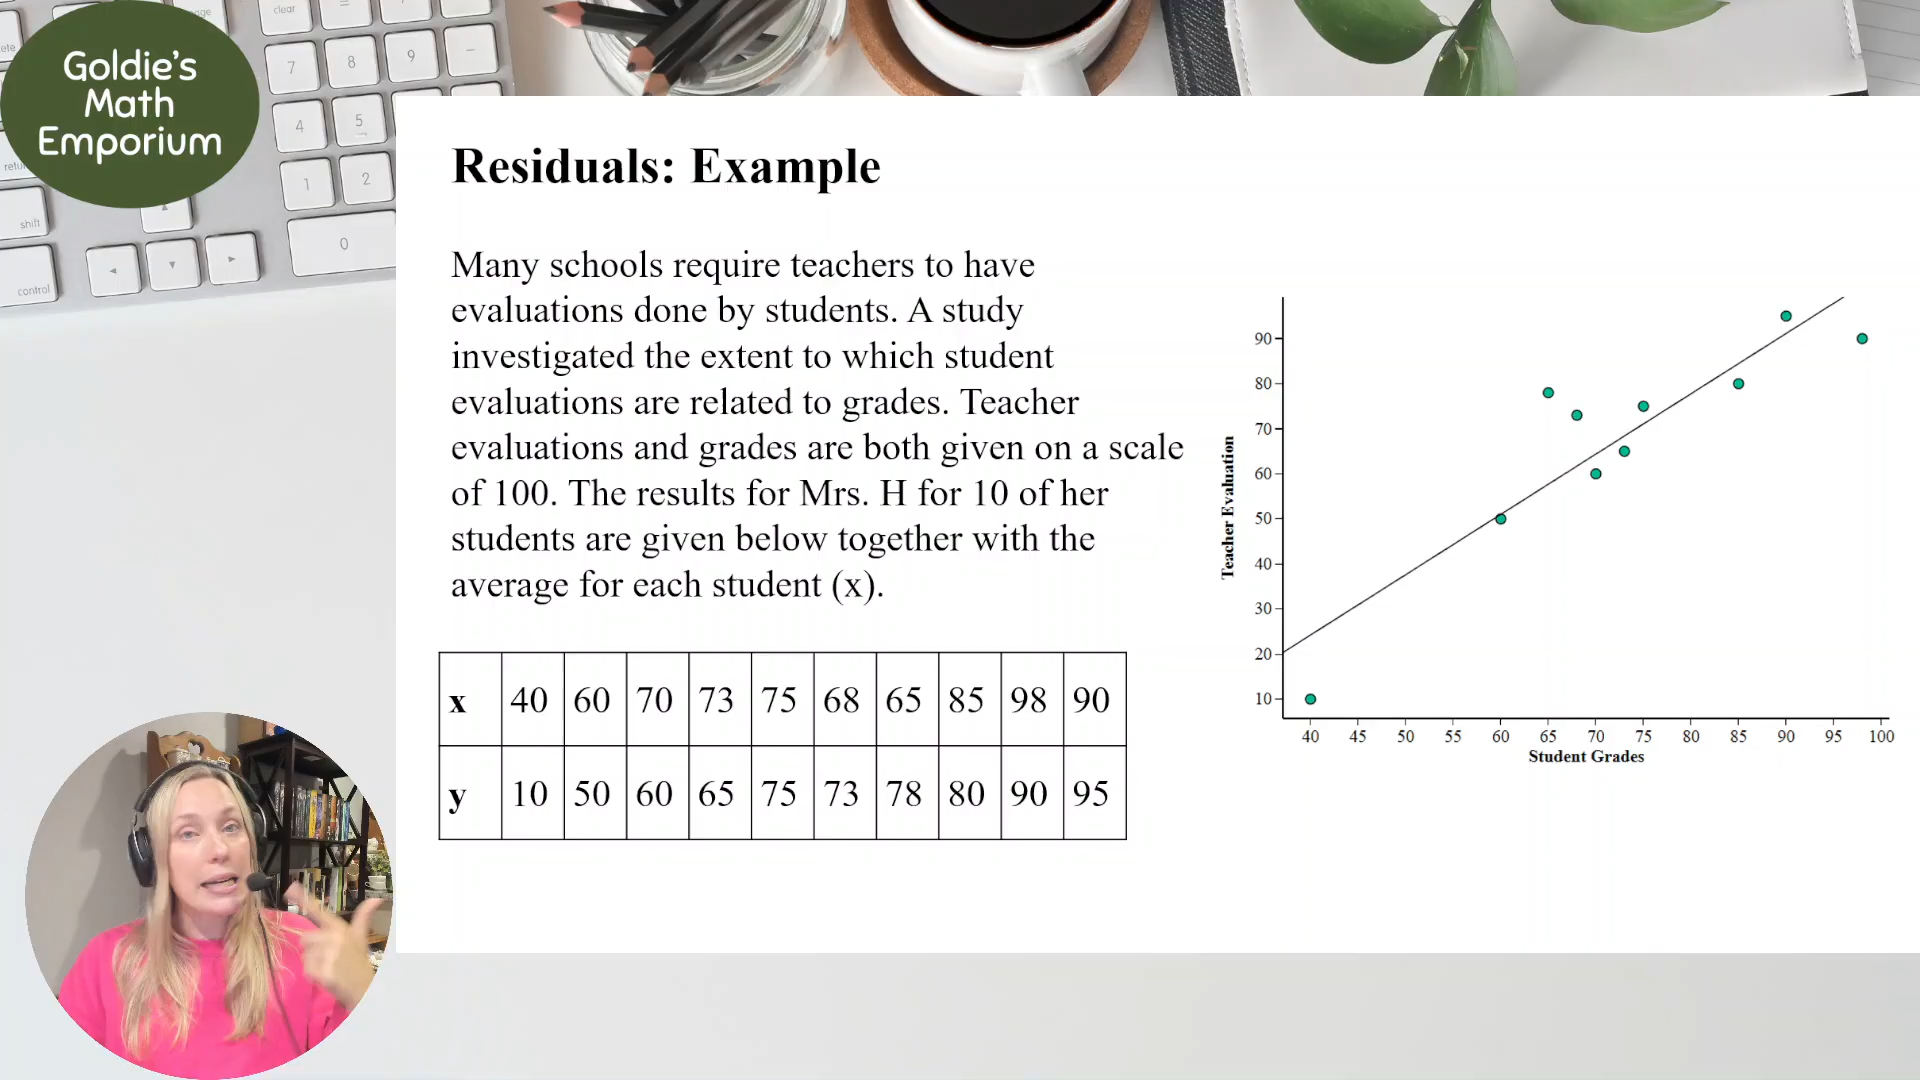 Goldie's
Math
Emporium
clear
=
7
8
9
4
5
1
2
0
shift
control
Residuals: Example
Many schools require teachers to have
evaluations done by students. A study
investigated the extent to which student
evaluations are related to grades. Teacher
evaluations and grades are both given on a scale
of 100. The results for Mrs. H for 10 of her
students are given below together with the
average for each student (x).
x 40 60 70 73 75 68 65 85 98 90
y 10 50 60 65 75 73 78 80 90 95
Teacher Evaluation
90
80
70
60
50
40
30
20
10
40 45 50 55 60 65 70 75 80 85 90 95 100
Student Grades